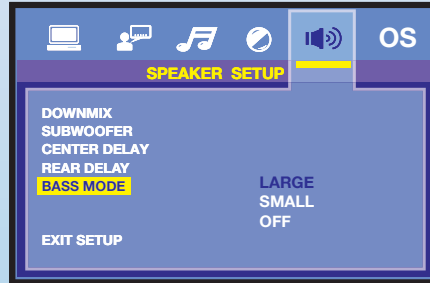 OS
SPEAKER SETUP
DOWNMIX
SUBWOOFER
CENTER DELAY
REAR DELAY
BASS MODE
LARGE
SMALL
OFF
EXIT SETUP